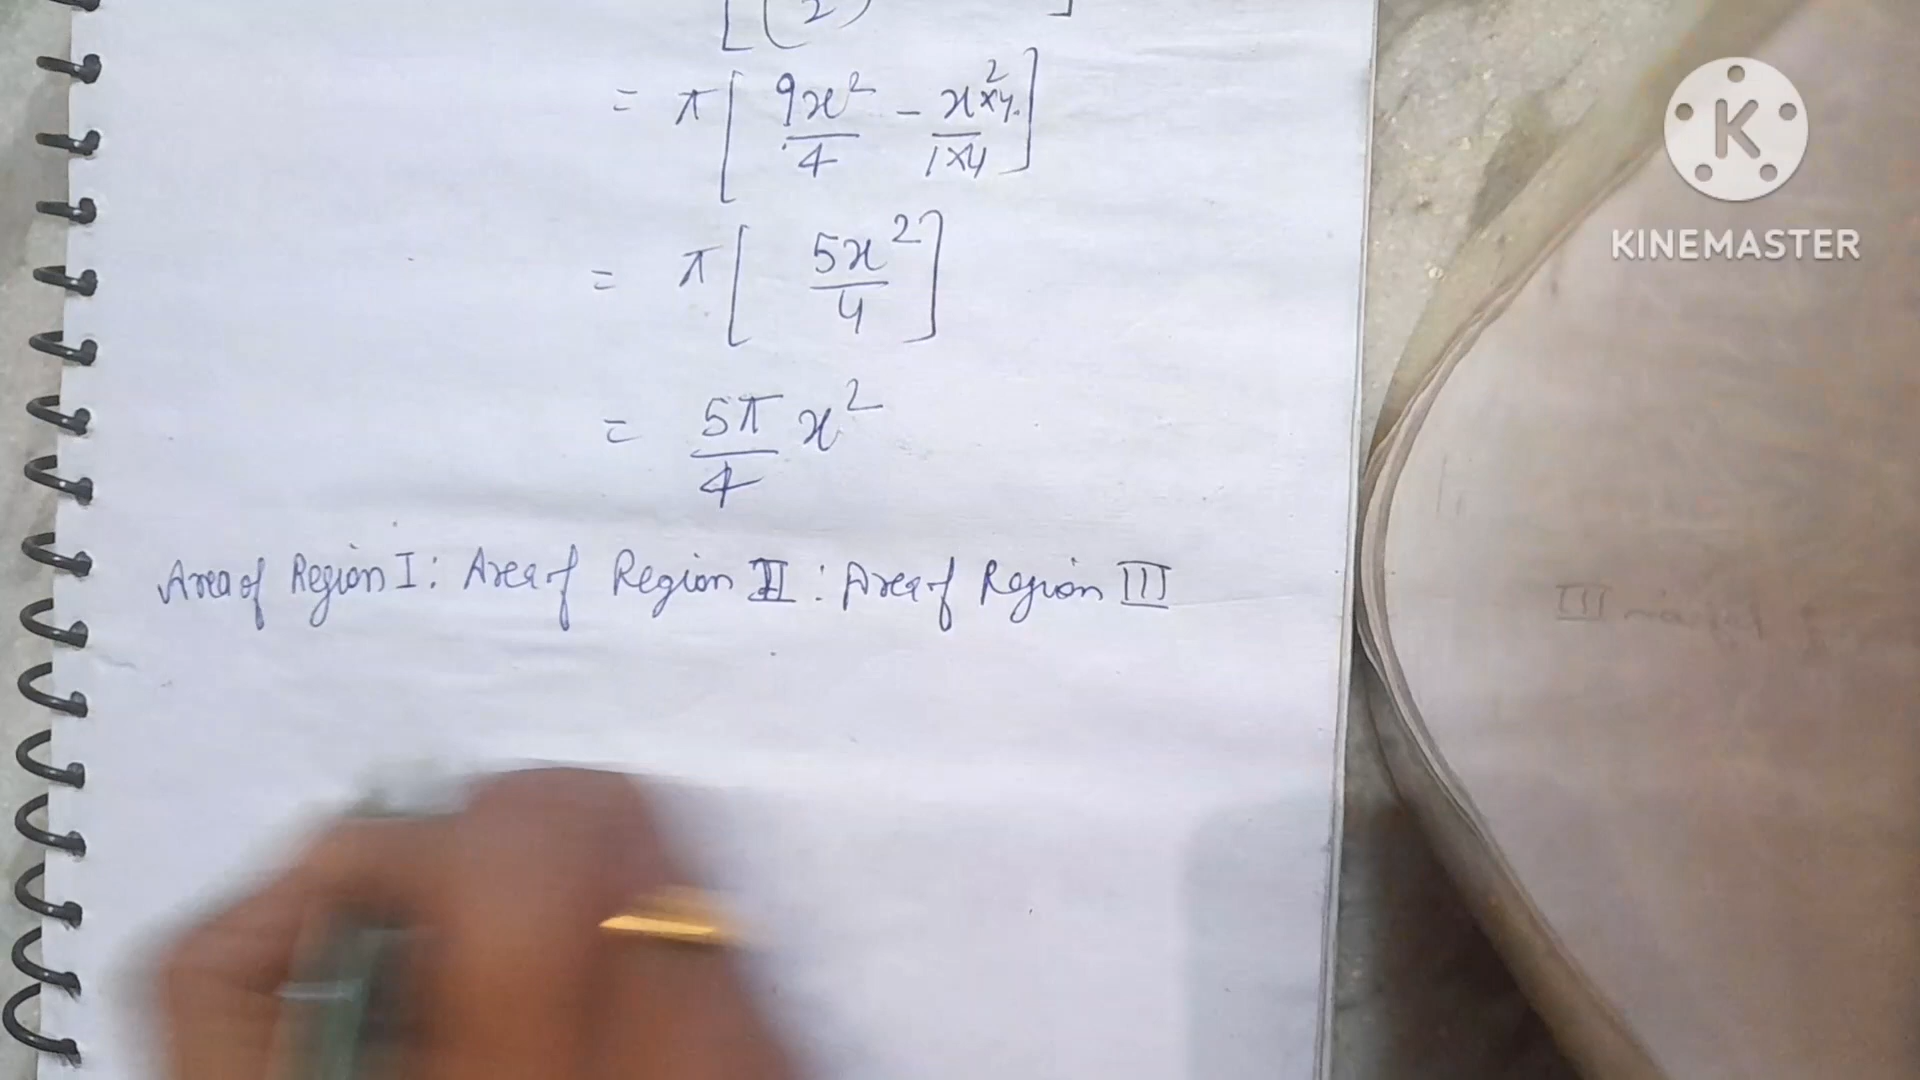 [(2)]
= π[9x²/4 - x²×4/1×4]
= π[5x²/4]
= 5π/4 x²
Area of Region I : Area of Region II : Area of Region III
K
KINEMASTER